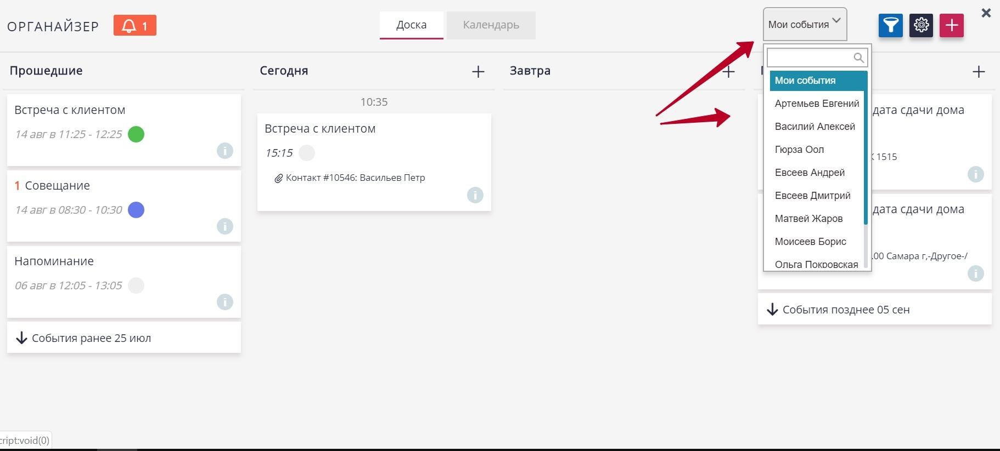 ОРГАНАЙЗЕР
1
Доска
Календарь
Мои события
Прошедшие
Встреча с клиентом
14 авг в 11:25 - 12:25
1 Совещание
14 авг в 08:30 - 10:30
Напоминание
06 авг в 12:05 - 13:05
События ранее 25 июл
Сегодня
10:35
Встреча с клиентом
15:15
Контакт #10546: Васильев Петр
Завтра
Мои события
Артемьев Евгений
Василий Алексей
Гюрза Оол
Евсеев Андрей
Евсеев Дмитрий
Матвей Жаров
Моисеев Борис
Ольга Покровская
дата сдачи дома
1515
дата сдачи дома
.00 Самара г,-Другое-/
События позднее 05 сен
cript:void(0)